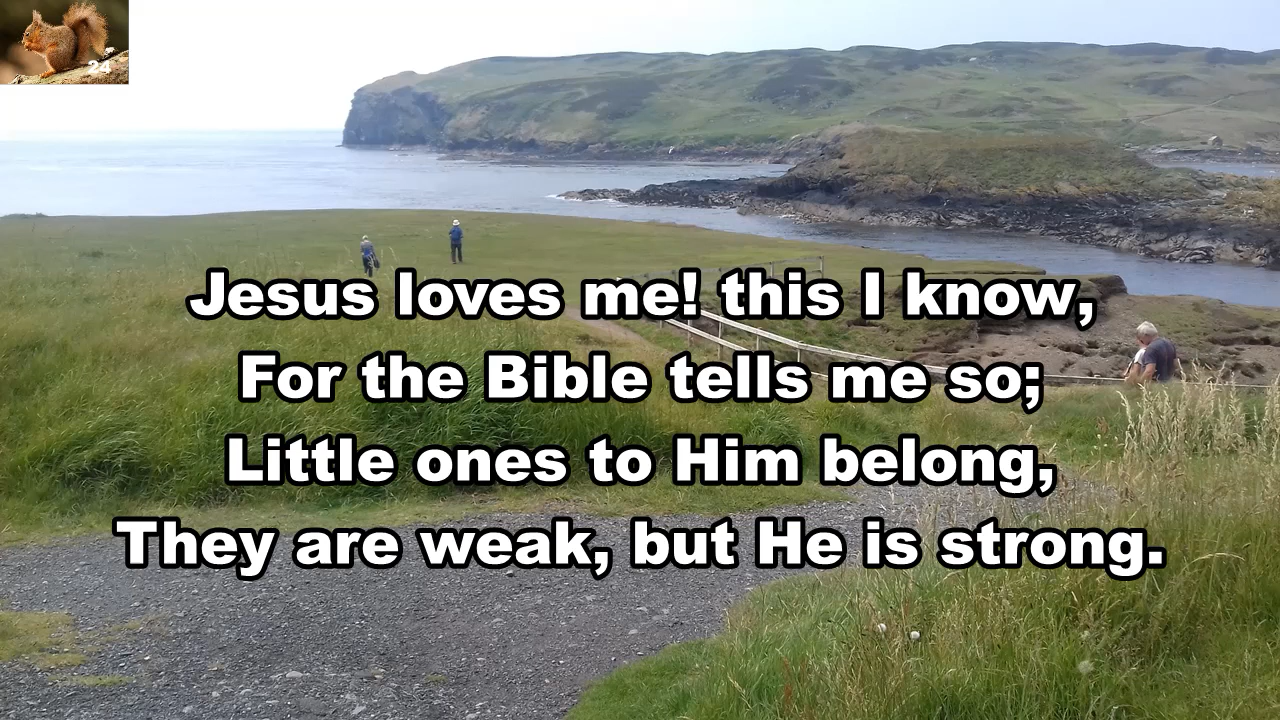 24
Jesus loves me! this I know,
For the Bible tells me so;
Little ones to Him belong,
They are weak, but He is strong.